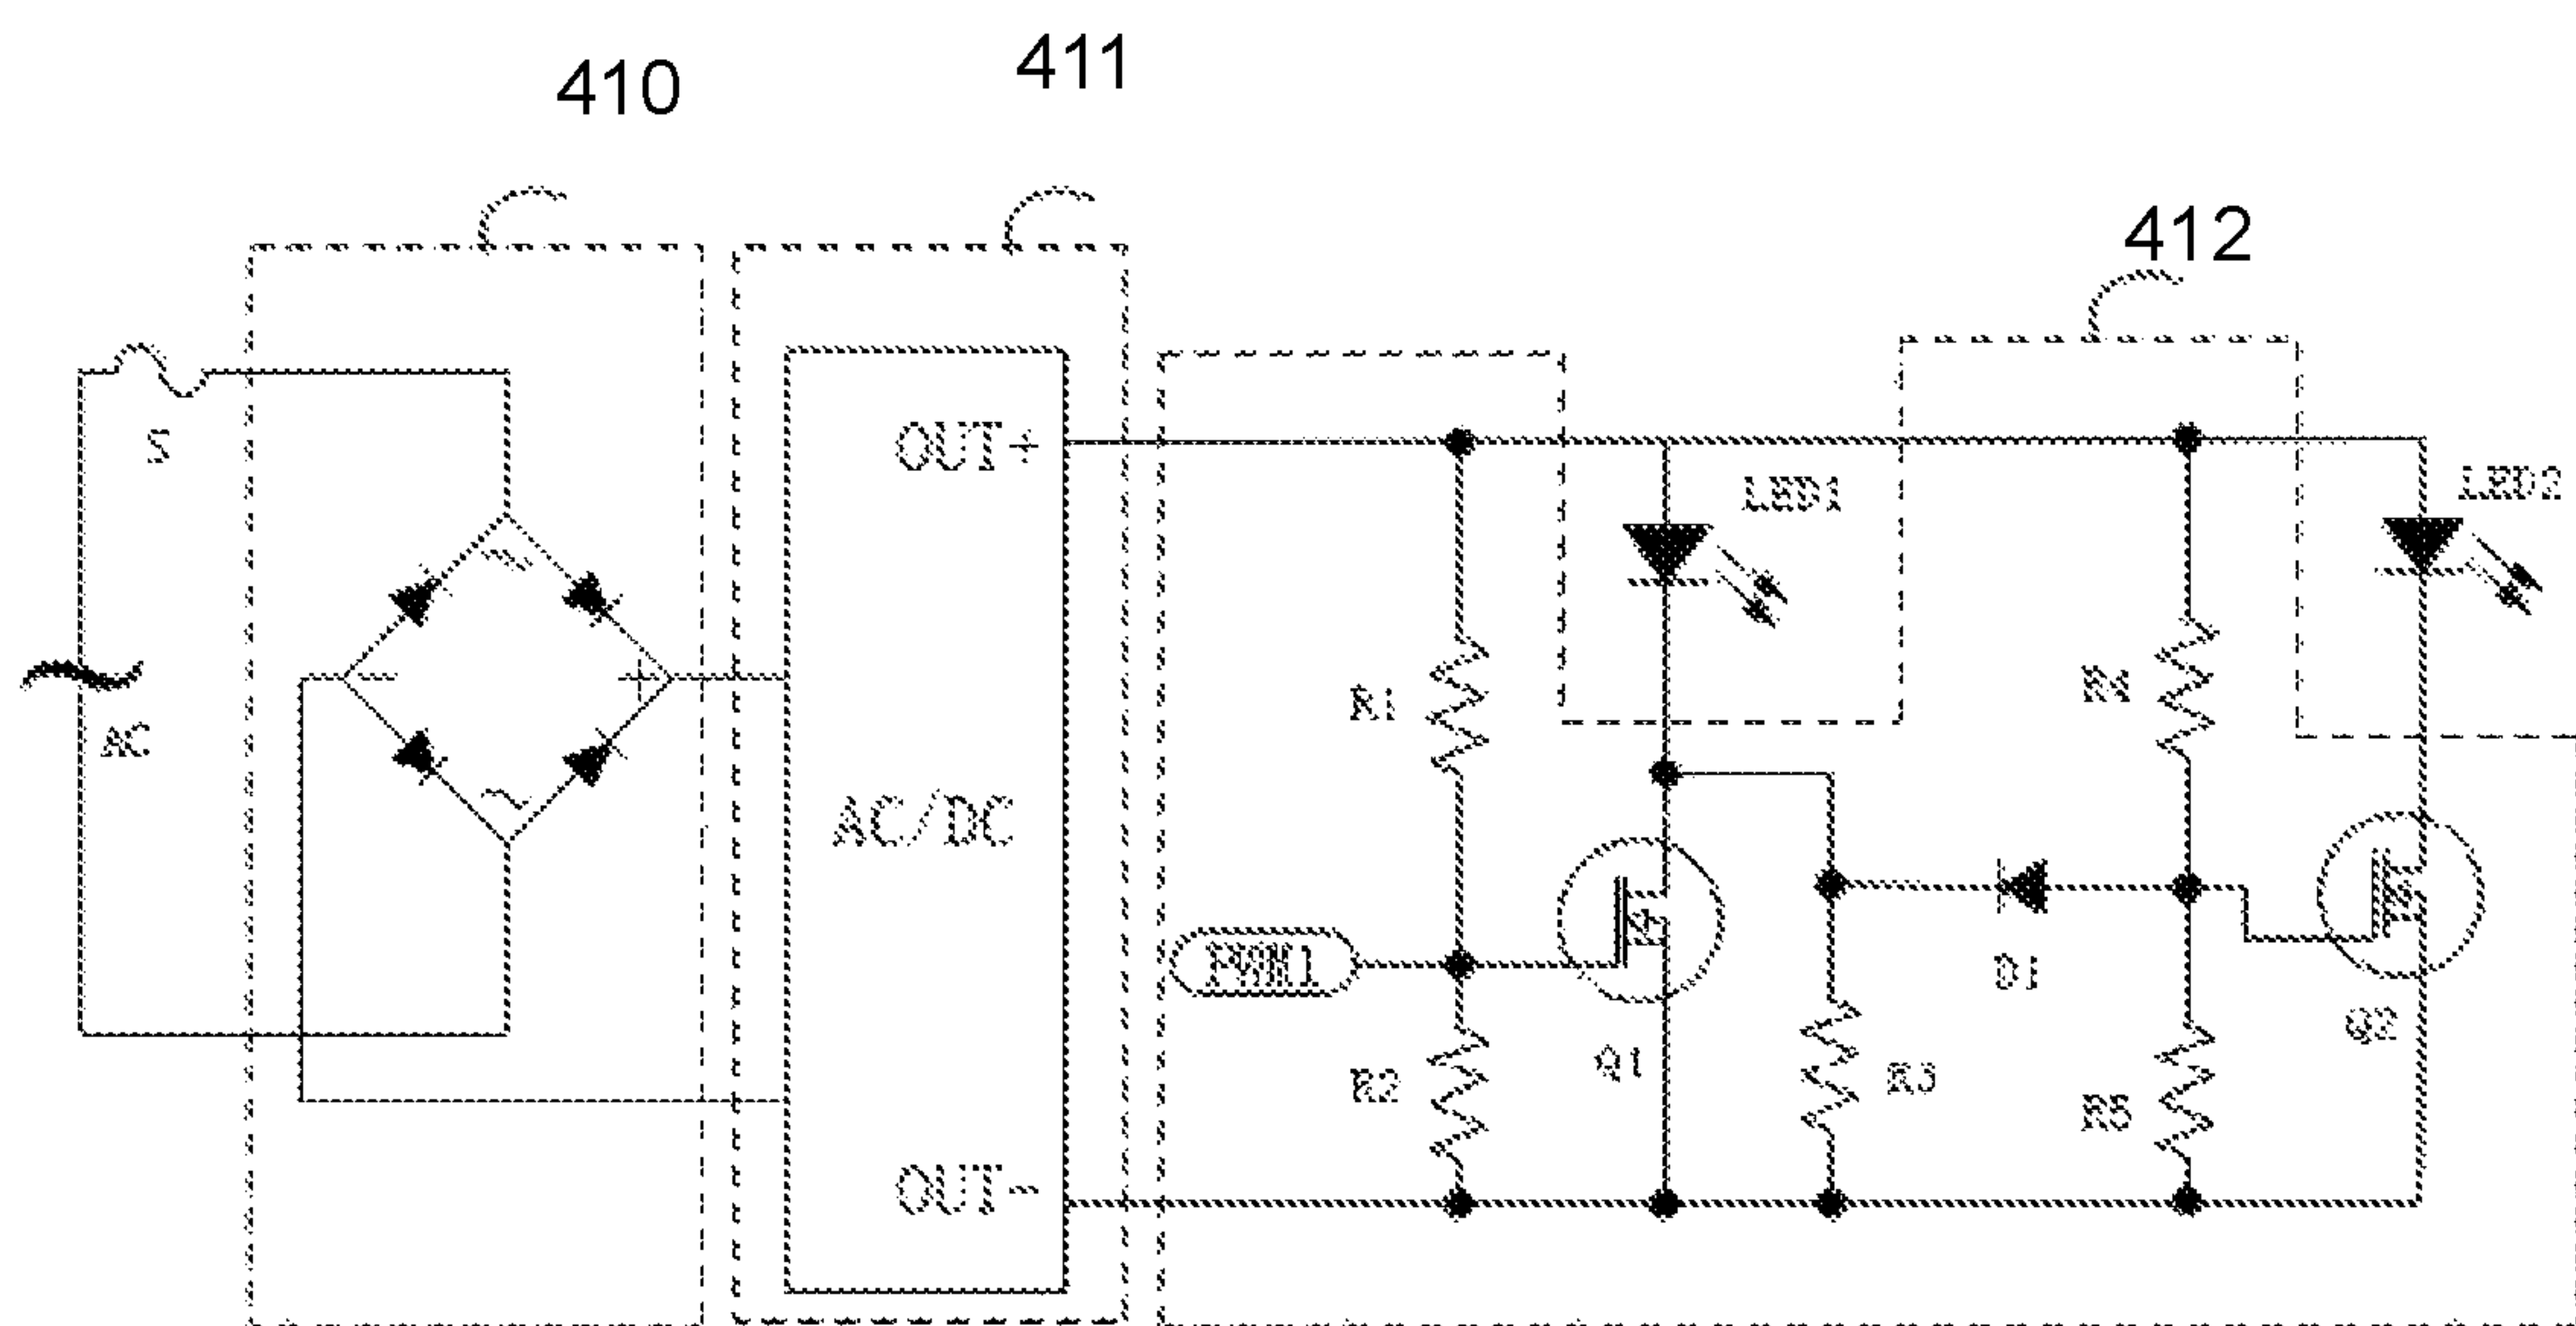 410
411
412
S
OUT+
LED1
LED2
R1
R4
AC
AC/DC
PWM1
D1
Q2
R2
Q1
R3
R5
OUT-